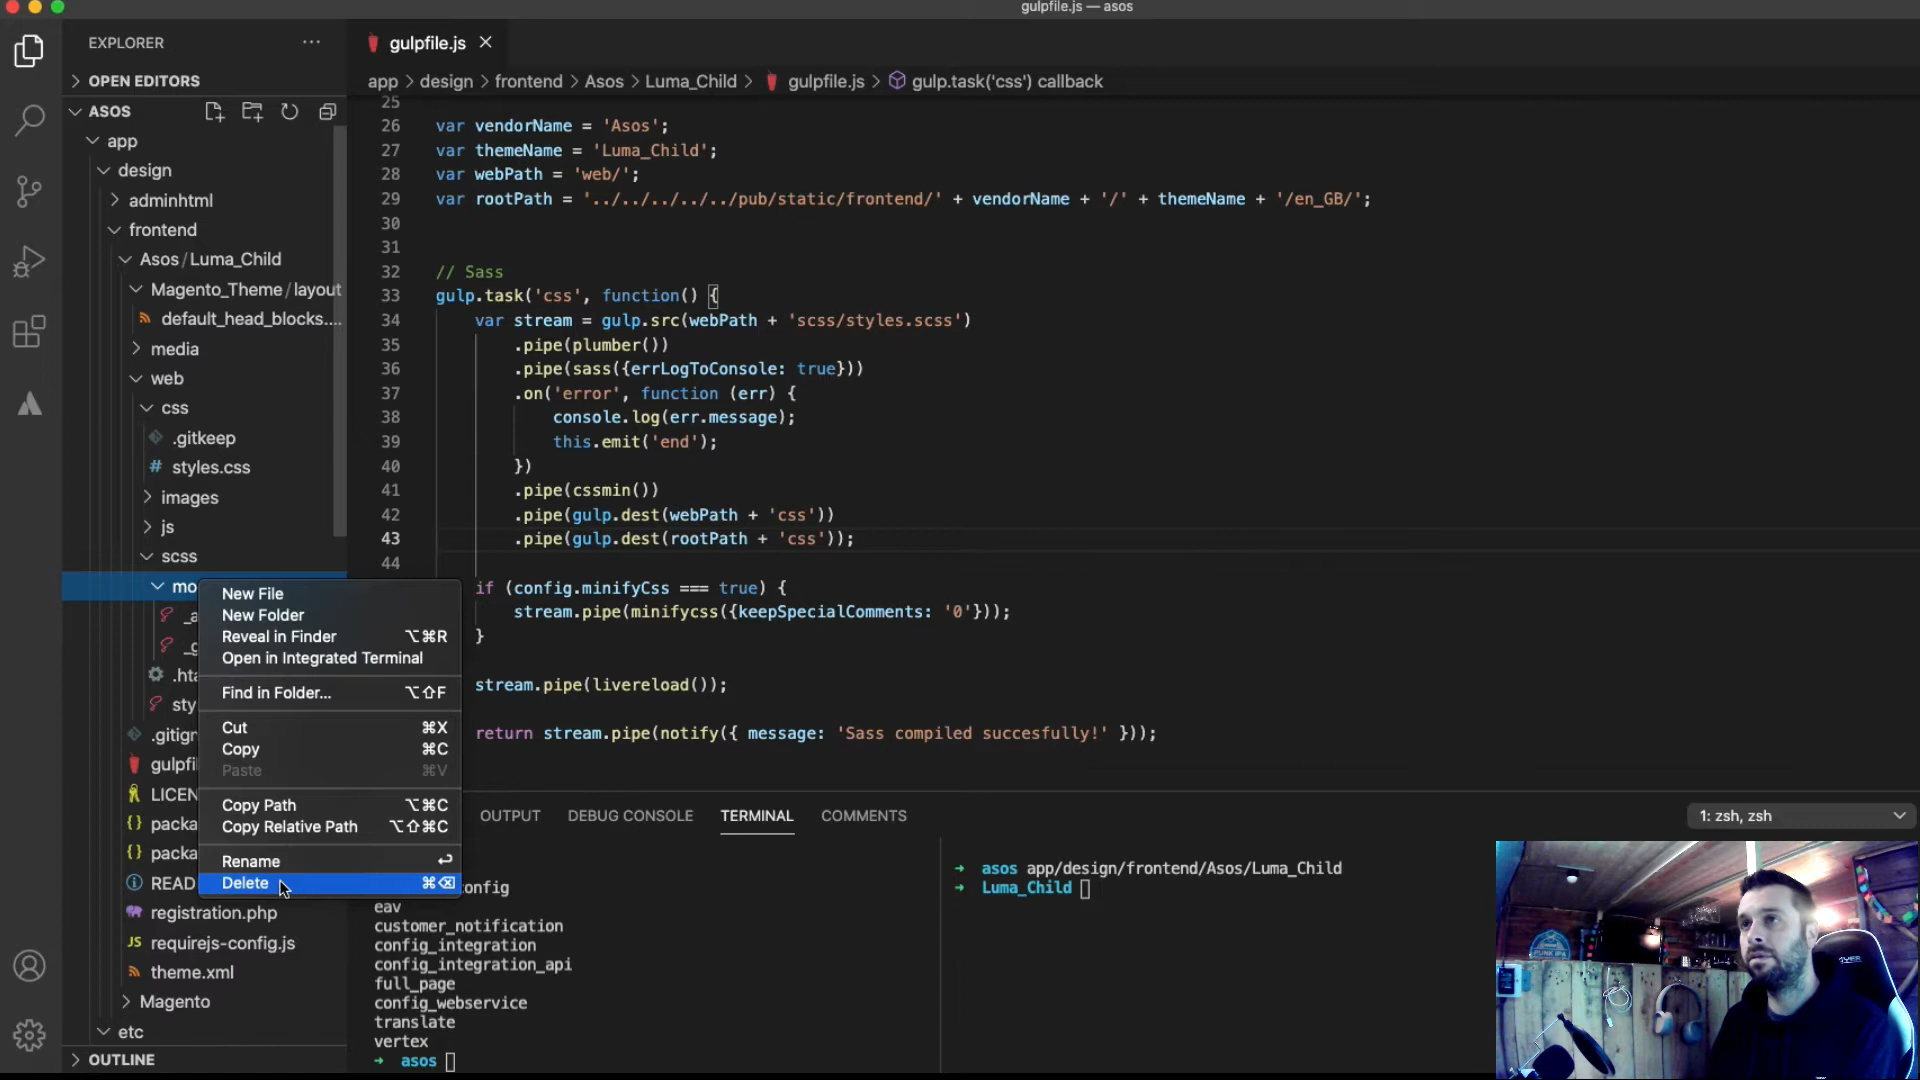 gulpfile.js — asos
EXPLORER
gulpfile.js
OPEN EDITORS
app > design > frontend > Asos > Luma_Child > gulpfile.js > gulp.task('css') callback
ASOS
app
design
adminhtml
frontend
Asos / Luma_Child
Magento_Theme / layout
default_head_blocks....
media
web
css
.gitkeep
styles.css
images
js
scss
mo
_a
_g
.hta
sty
.gitign
gulpfi
LICEN
packa
packa
READ
registration.php
requirejs-config.js
theme.xml
Magento
etc
OUTLINE
New File
New Folder
Reveal in Finder ⌥⌘R
Open in Integrated Terminal
Find in Folder... ⌥⇧F
Cut ⌘X
Copy ⌘C
Paste ⌘V
Copy Path ⌥⌘C
Copy Relative Path ⌥⇧⌘C
Rename ↩
Delete ⌘⌫
25
26 var vendorName = 'Asos';
27 var themeName = 'Luma_Child';
28 var webPath = 'web/';
29 var rootPath = '../../../../../pub/static/frontend/' + vendorName + '/' + themeName + '/en_GB/';
30
31
32 // Sass
33 gulp.task('css', function() {
34 var stream = gulp.src(webPath + 'scss/styles.scss')
35 .pipe(plumber())
36 .pipe(sass({errLogToConsole: true}))
37 .on('error', function (err) {
38 console.log(err.message);
39 this.emit('end');
40 })
41 .pipe(cssmin())
42 .pipe(gulp.dest(webPath + 'css'))
43 .pipe(gulp.dest(rootPath + 'css'));
44
if (config.minifyCss === true) {
stream.pipe(minifycss({keepSpecialComments: '0'}));
}
stream.pipe(livereload());
return stream.pipe(notify({ message: 'Sass compiled succesfully!' }));
OUTPUT DEBUG CONSOLE TERMINAL COMMENTS
1: zsh, zsh
onfig
eav
customer_notification
config_integration
config_integration_api
full_page
config_webservice
translate
vertex
→ asos
→ asos app/design/frontend/Asos/Luma_Child
→ Luma_Child